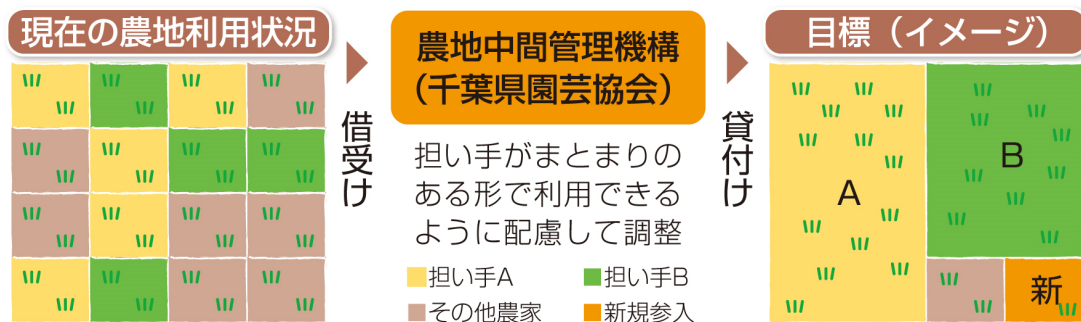 現在の農地利用状況
借受け
農地中間管理機構
(千葉県園芸協会)
担い手がまとまりの
ある形で利用できる
ように配慮して調整
担い手A
担い手B
その他農家
新規参入
貸付け
目標（イメージ）
A
B
新